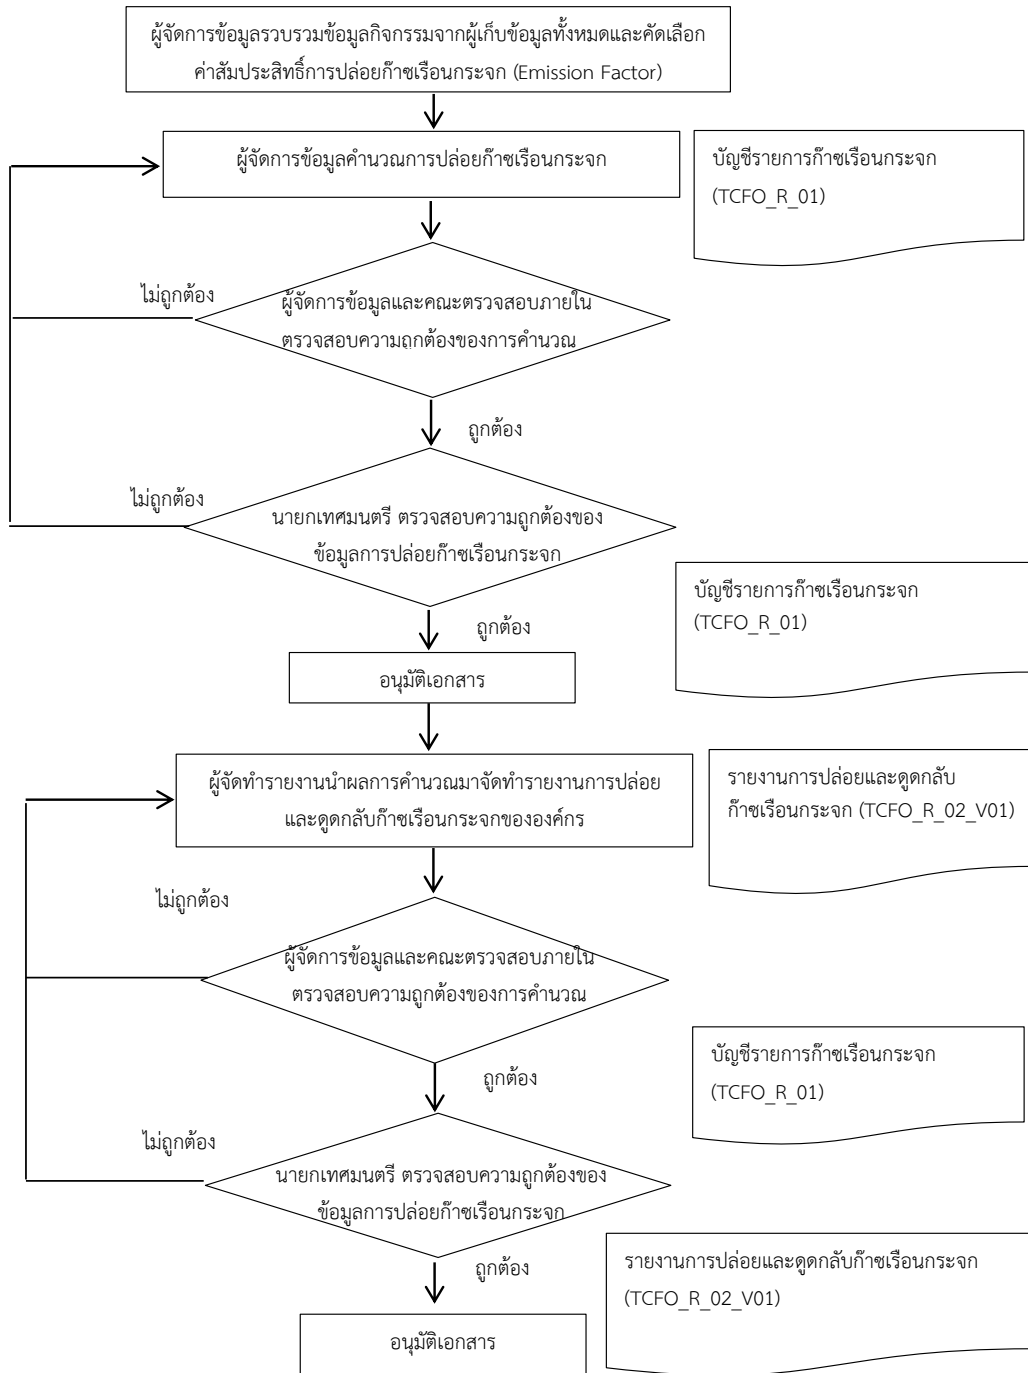 ผู้จัดการข้อมูลรวบรวมข้อมูลกิจกรรมจากผู้เก็บข้อมูลทั้งหมดและคัดเลือก
ค่าสัมประสิทธิ์การปล่อยก๊าซเรือนกระจก (Emission Factor)
ผู้จัดการข้อมูลคำนวณการปล่อยก๊าซเรือนกระจก
บัญชีรายการก๊าซเรือนกระจก
(TCFO_R_01)
ไม่ถูกต้อง
ผู้จัดการข้อมูลและคณะตรวจสอบภายใน
ตรวจสอบความถูกต้องของการคำนวณ
ถูกต้อง
ไม่ถูกต้อง
นายกเทศมนตรี ตรวจสอบความถูกต้องของ
ข้อมูลการปล่อยก๊าซเรือนกระจก
บัญชีรายการก๊าซเรือนกระจก
(TCFO_R_01)
ถูกต้อง
อนุมัติเอกสาร
ผู้จัดทำรายงานนำผลการคำนวณมาจัดทำรายงานการปล่อย
และดูดกลับก๊าซเรือนกระจกขององค์กร
รายงานการปล่อยและดูดกลับ
ก๊าซเรือนกระจก (TCFO_R_02_V01)
ไม่ถูกต้อง
ผู้จัดการข้อมูลและคณะตรวจสอบภายใน
ตรวจสอบความถูกต้องของการคำนวณ
บัญชีรายการก๊าซเรือนกระจก
(TCFO_R_01)
ถูกต้อง
ไม่ถูกต้อง
นายกเทศมนตรี ตรวจสอบความถูกต้องของ
ข้อมูลการปล่อยก๊าซเรือนกระจก
ถูกต้อง
รายงานการปล่อยและดูดกลับก๊าซเรือนกระจก
(TCFO_R_02_V01)
อนุมัติเอกสาร